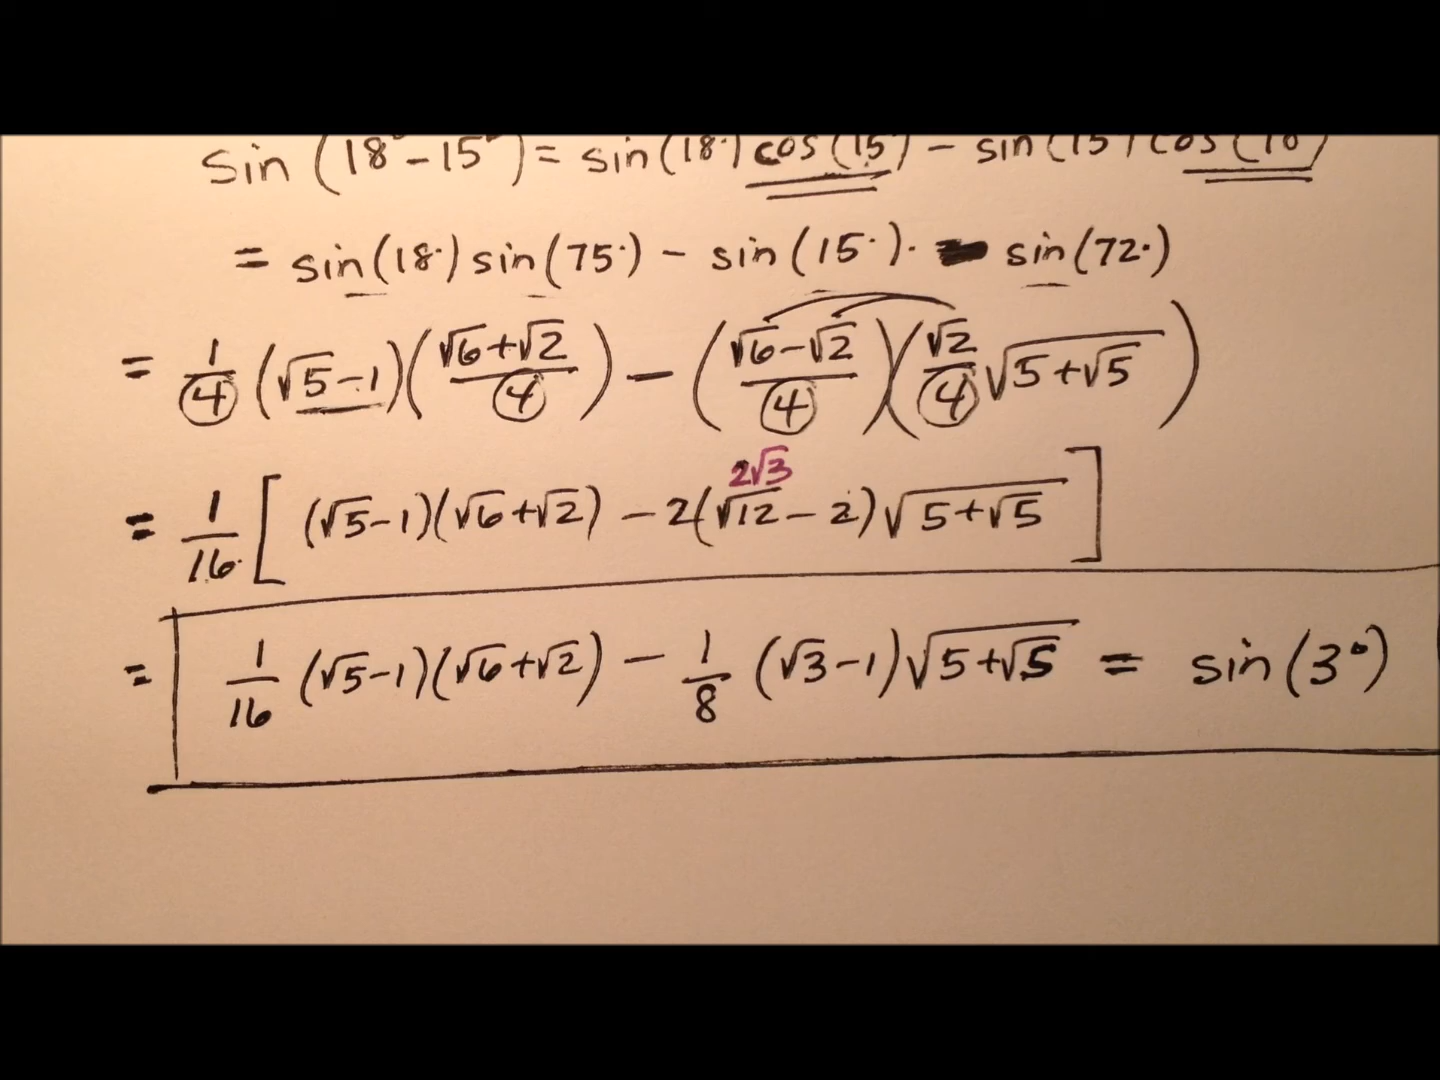 sin (18° - 15°) = sin(18°) cos(15°) - sin(15°) cos(18°)
= sin(18°) sin(75°) - sin(15°) · sin(72°)
= 1/4 (√5 - 1)((√6 + √2)/4) - ((√6 - √2)/4)(√2/4 √(5 + √5))
2√3
= 1/16 [(√5 - 1)(√6 + √2) - 2(√12 - 2)√(5 + √5)]
= 1/16 (√5 - 1)(√6 + √2) - 1/8 (√3 - 1)√(5 + √5) = sin(3°)